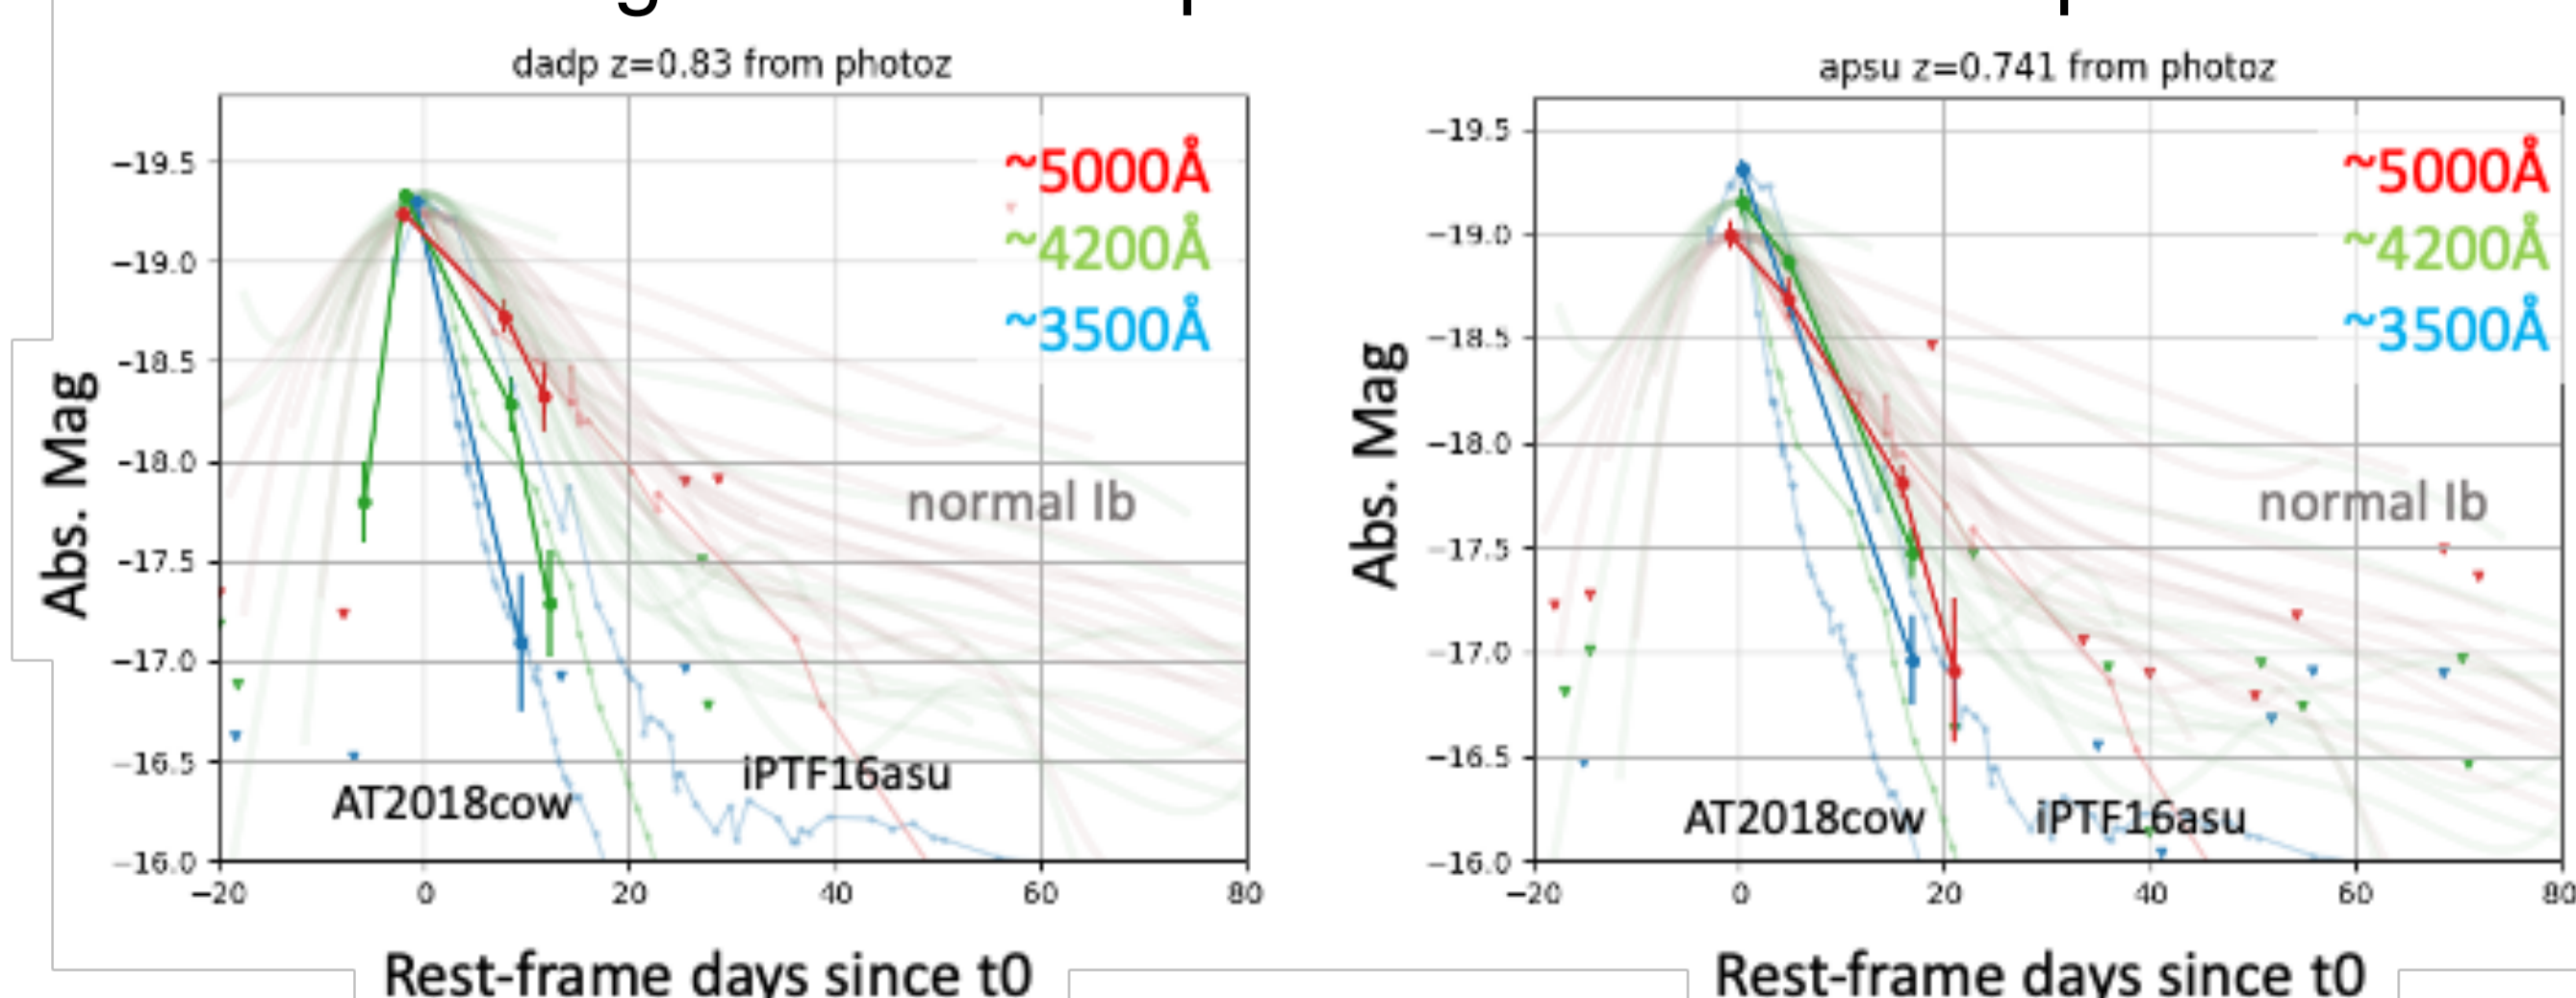 dadp z=0.83 from photoz
−19.5
−19.0
−18.5
−18.0
−17.5
−17.0
−16.5
−16.0
Abs. Mag
~5000Å
~4200Å
~3500Å
normal Ib
AT2018cow
iPTF16asu
−20 0 20 40 60 80
Rest-frame days since t0
apsu z=0.741 from photoz
−19.5
−19.0
−18.5
−18.0
−17.5
−17.0
−16.5
−16.0
Abs. Mag
~5000Å
~4200Å
~3500Å
normal Ib
AT2018cow
iPTF16asu
−20 0 20 40 60 80
Rest-frame days since t0